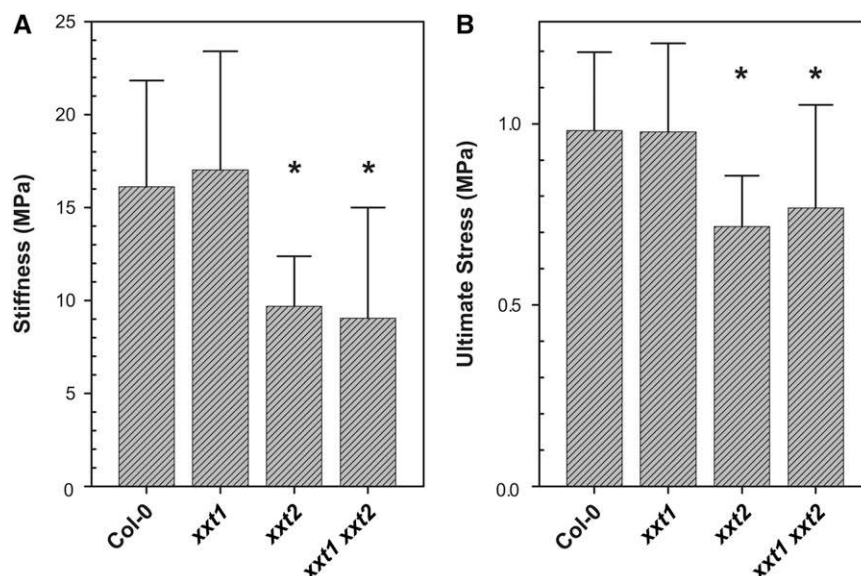 A
Stiffness (MPa)
25
20
15
10
5
0
*
*
Col-0
xxt1
xxt2
xxt1 xxt2
B
Ultimate Stress (MPa)
1.0
0.5
0.0
*
*
Col-0
xxt1
xxt2
xxt1 xxt2